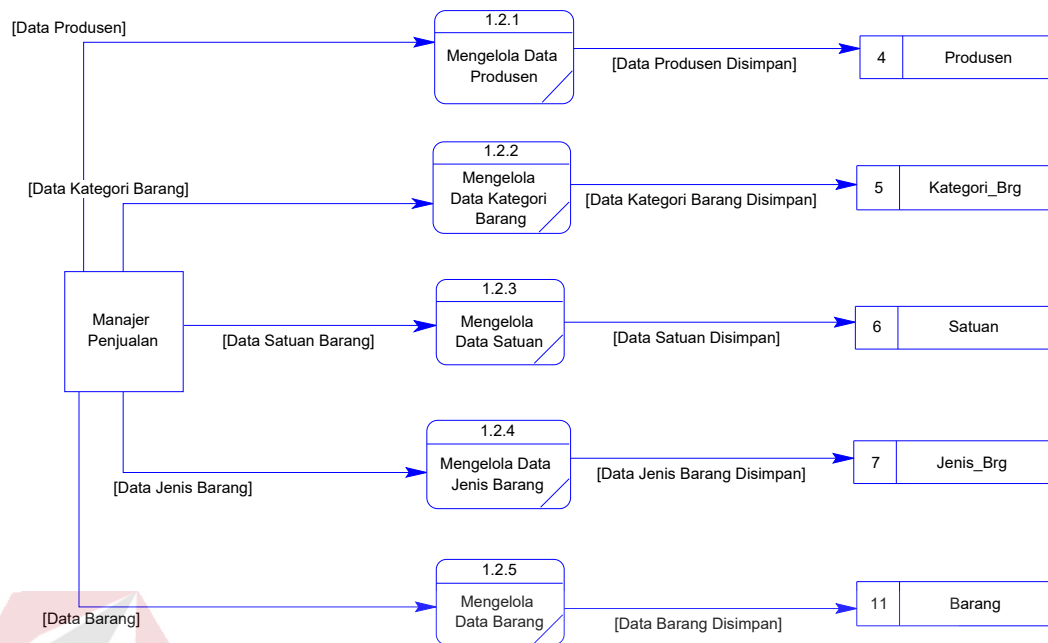 [Data Produsen]
1.2.1
Mengelola Data
Produsen
[Data Produsen Disimpan]
4
Produsen
[Data Kategori Barang]
1.2.2
Mengelola
Data Kategori
Barang
[Data Kategori Barang Disimpan]
5
Kategori_Brg
Manajer
Penjualan
[Data Satuan Barang]
1.2.3
Mengelola
Data Satuan
[Data Satuan Disimpan]
6
Satuan
[Data Jenis Barang]
1.2.4
Mengelola Data
Jenis Barang
[Data Jenis Barang Disimpan]
7
Jenis_Brg
[Data Barang]
1.2.5
Mengelola
Data Barang
[Data Barang Disimpan]
11
Barang